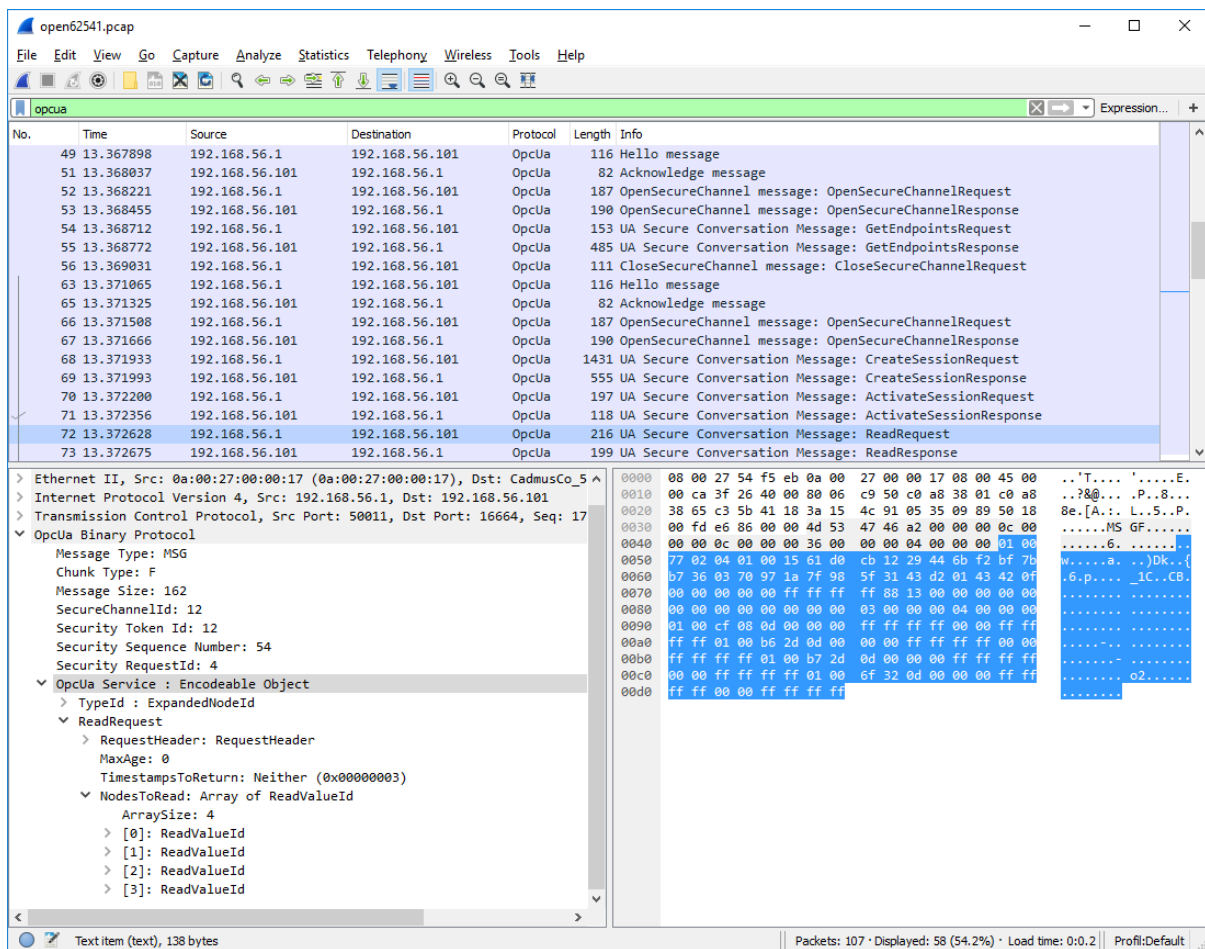 open62541.pcap
File Edit View Go Capture Analyze Statistics Telephony Wireless Tools Help
opcua Expression... +
No. Time Source Destination Protocol Length Info
49 13.367898 192.168.56.1 192.168.56.101 OpcUa 116 Hello message
51 13.368037 192.168.56.101 192.168.56.1 OpcUa 82 Acknowledge message
52 13.368221 192.168.56.1 192.168.56.101 OpcUa 187 OpenSecureChannel message: OpenSecureChannelRequest
53 13.368455 192.168.56.101 192.168.56.1 OpcUa 190 OpenSecureChannel message: OpenSecureChannelResponse
54 13.368712 192.168.56.1 192.168.56.101 OpcUa 153 UA Secure Conversation Message: GetEndpointsRequest
55 13.368772 192.168.56.101 192.168.56.1 OpcUa 485 UA Secure Conversation Message: GetEndpointsResponse
56 13.369031 192.168.56.1 192.168.56.101 OpcUa 111 CloseSecureChannel message: CloseSecureChannelRequest
63 13.371065 192.168.56.1 192.168.56.101 OpcUa 116 Hello message
65 13.371325 192.168.56.101 192.168.56.1 OpcUa 82 Acknowledge message
66 13.371508 192.168.56.1 192.168.56.101 OpcUa 187 OpenSecureChannel message: OpenSecureChannelRequest
67 13.371666 192.168.56.101 192.168.56.1 OpcUa 190 OpenSecureChannel message: OpenSecureChannelResponse
68 13.371933 192.168.56.1 192.168.56.101 OpcUa 1431 UA Secure Conversation Message: CreateSessionRequest
69 13.371993 192.168.56.101 192.168.56.1 OpcUa 555 UA Secure Conversation Message: CreateSessionResponse
70 13.372200 192.168.56.1 192.168.56.101 OpcUa 197 UA Secure Conversation Message: ActivateSessionRequest
71 13.372356 192.168.56.101 192.168.56.1 OpcUa 118 UA Secure Conversation Message: ActivateSessionResponse
72 13.372628 192.168.56.1 192.168.56.101 OpcUa 216 UA Secure Conversation Message: ReadRequest
73 13.372675 192.168.56.101 192.168.56.1 OpcUa 199 UA Secure Conversation Message: ReadResponse
Ethernet II, Src: 0a:00:27:00:00:17 (0a:00:27:00:00:17), Dst: CadmusCo_5
Internet Protocol Version 4, Src: 192.168.56.1, Dst: 192.168.56.101
Transmission Control Protocol, Src Port: 50011, Dst Port: 16664, Seq: 17
OpcUa Binary Protocol
Message Type: MSG
Chunk Type: F
Message Size: 162
SecureChannelId: 12
Security Token Id: 12
Security Sequence Number: 54
Security RequestId: 4
OpcUa Service : Encodeable Object
TypeId : ExpandedNodeId
ReadRequest
RequestHeader: RequestHeader
MaxAge: 0
TimestampsToReturn: Neither (0x00000003)
NodesToRead: Array of ReadValueId
ArraySize: 4
[0]: ReadValueId
[1]: ReadValueId
[2]: ReadValueId
[3]: ReadValueId
0000 08 00 27 54 f5 eb 0a 00 27 00 00 17 08 00 45 00 ..'T.... '.....E.
0010 00 ca 3f 26 40 00 80 06 c9 50 c0 a8 38 01 c0 a8 ..?&@... .P..8...
0020 38 65 c3 5b 41 18 3a 15 4c 91 05 35 09 89 50 18 8e.[A.:. L..5..P.
0030 00 fd e6 86 00 00 4d 53 47 46 a2 00 00 00 0c 00 ......MS GF......
0040 00 00 0c 00 00 00 36 00 00 00 04 00 00 00 01 00 ......6. ........
0050 77 02 04 01 00 15 61 d0 cb 12 29 44 6b f2 bf 7b w.....a. ..)Dk..{
0060 b7 36 03 70 97 1a 7f 98 5f 31 43 d2 01 43 42 0f .6.p.... _1C..CB.
0070 00 00 00 00 00 ff ff ff ff 88 13 00 00 00 00 00 ........ ........
0080 00 00 00 00 00 00 00 00 03 00 00 00 04 00 00 00 ........ ........
0090 01 00 cf 08 0d 00 00 00 ff ff ff ff 00 00 ff ff ........ ........
00a0 ff ff 01 00 b6 2d 0d 00 00 00 ff ff ff ff 00 00 .....-.. ........
00b0 ff ff ff ff 01 00 b7 2d 0d 00 00 00 ff ff ff ff .......- ........
00c0 00 00 ff ff ff ff 01 00 6f 32 0d 00 00 00 ff ff ........ o2......
00d0 ff ff 00 00 ff ff ff ff ........
Text item (text), 138 bytes Packets: 107 · Displayed: 58 (54.2%) · Load time: 0:0.2 Profil:Default